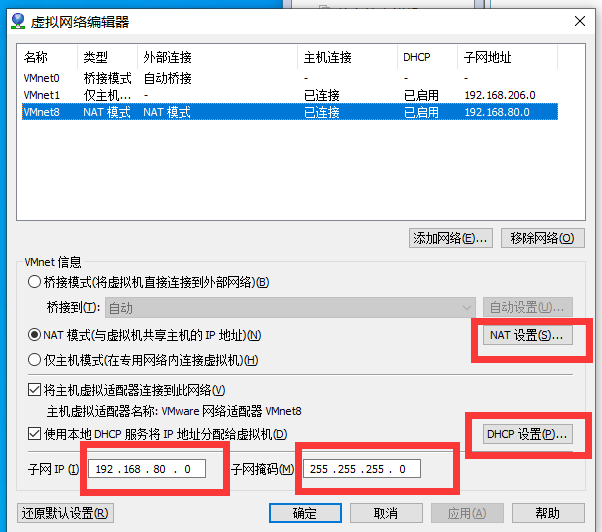 虚拟网络编辑器
名称 类型 外部连接 主机连接 DHCP 子网地址
VMnet0 桥接模式 自动桥接 - - -
VMnet1 仅主机... - 已连接 已启用 192.168.206.0
VMnet8 NAT 模式 NAT 模式 已连接 已启用 192.168.80.0
添加网络(E)... 移除网络(O)
VMnet 信息
桥接模式(将虚拟机直接连接到外部网络)(B)
桥接到(T): 自动 自动设置(U)...
NAT 模式(与虚拟机共享主机的 IP 地址)(N) NAT 设置(S)...
仅主机模式(在专用网络内连接虚拟机)(H)
将主机虚拟适配器连接到此网络(V)
主机虚拟适配器名称: VMware 网络适配器 VMnet8
使用本地 DHCP 服务将 IP 地址分配给虚拟机(D) DHCP 设置(P)...
子网 IP (I) 192 .168 . 80 . 0 子网掩码(M) 255 .255 .255 . 0
还原默认设置(R) 确定 取消 应用(A) 帮助